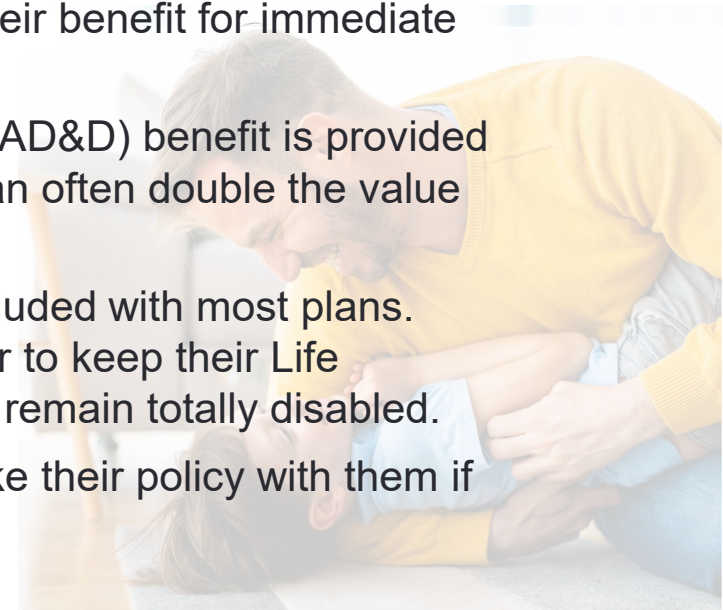 eir benefit for immediate
AD&D) benefit is provided
an often double the value
luded with most plans.
r to keep their Life
remain totally disabled.
ke their policy with them if